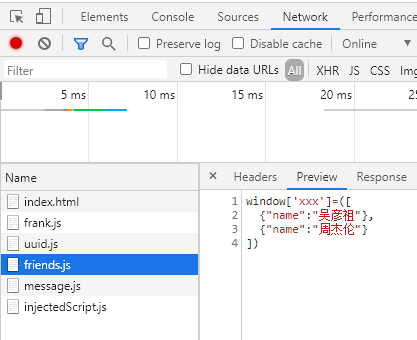 Elements Console Sources Network Performance
Preserve log Disable cache Online
Filter Hide data URLs All XHR JS CSS Img
5 ms 10 ms 15 ms 20 ms 25
Name
index.html
frank.js
uuid.js
friends.js
message.js
injectedScript.js
× Headers Preview Response
1 window['xxx']=([
2 {"name":"吴彦祖"},
3 {"name":"周杰伦"}
4 ])